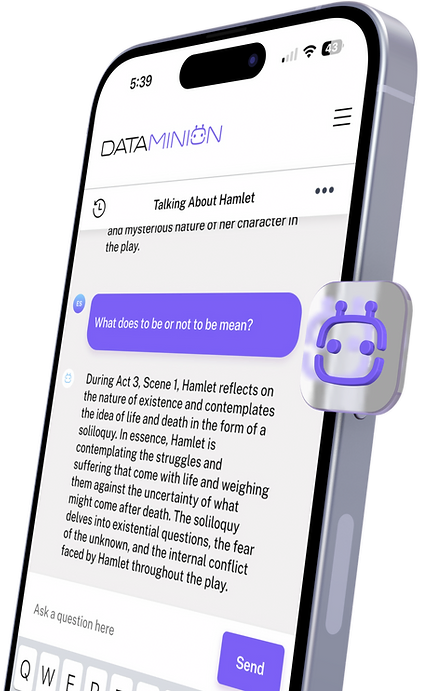 5:39
43
DATAMINION
Talking About Hamlet
and mysterious nature of her character in
the play.
ES
What does to be or not to be mean?
During Act 3, Scene 1, Hamlet reflects on
the nature of existence and contemplates
the idea of life and death in the form of a
soliloquy. In essence, Hamlet is
contemplating the struggles and
suffering that come with life and weighing
them against the uncertainty of what
might come after death. The soliloquy
delves into existential questions, the fear
of the unknown, and the internal conflict
faced by Hamlet throughout the play.
Ask a question here
Send
Q W E R